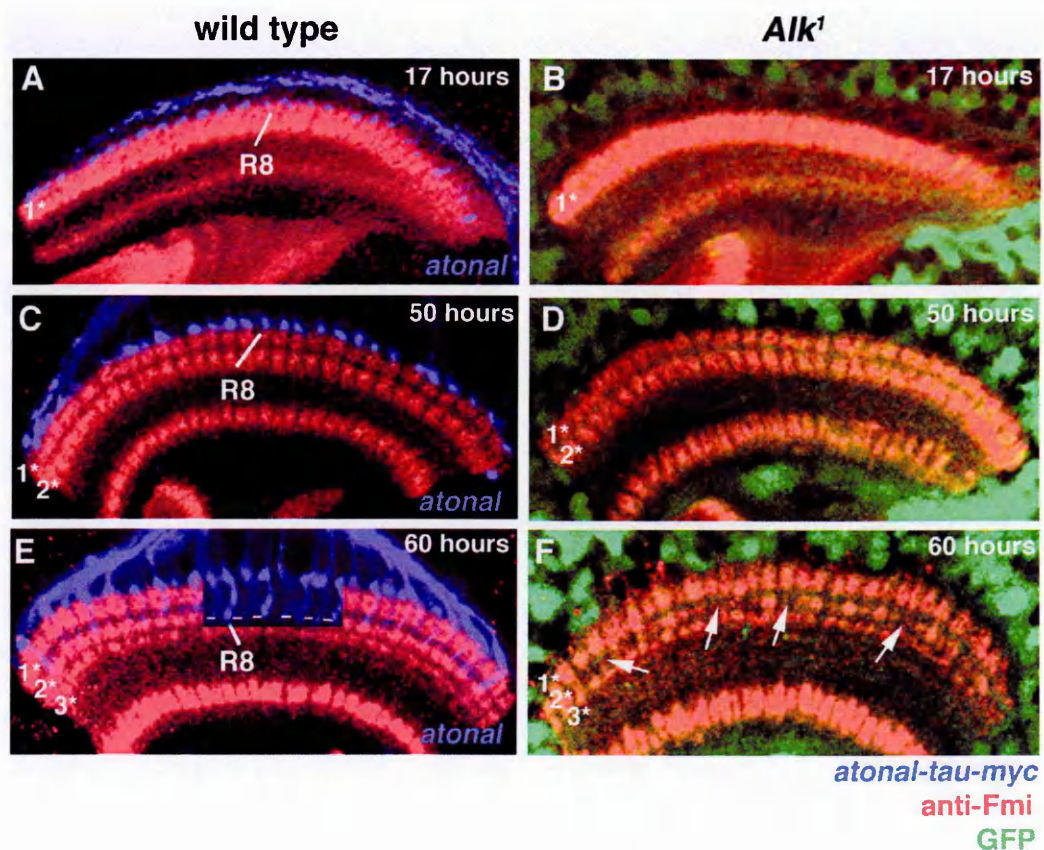 wild type
Alk¹
A
17 hours
R8
1*
atonal
B
17 hours
1*
C
50 hours
R8
1*
2*
atonal
D
50 hours
1*
2*
E
60 hours
R8
1*
2*
3*
atonal
F
60 hours
1*
2*
3*
atonal-tau-myc
anti-Fmi
GFP